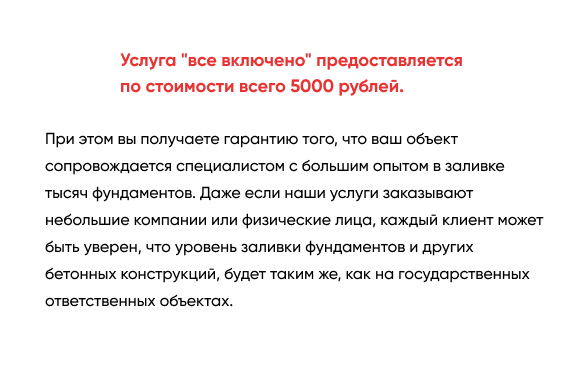 Услуга "все включено" предоставляется
по стоимости всего 5000 рублей.
При этом вы получаете гарантию того, что ваш объект
сопровождается специалистом с большим опытом в заливке
тысяч фундаментов. Даже если наши услуги заказывают
небольшие компании или физические лица, каждый клиент может
быть уверен, что уровень заливки фундаментов и других
бетонных конструкций, будет таким же, как на государственных
ответственных объектах.